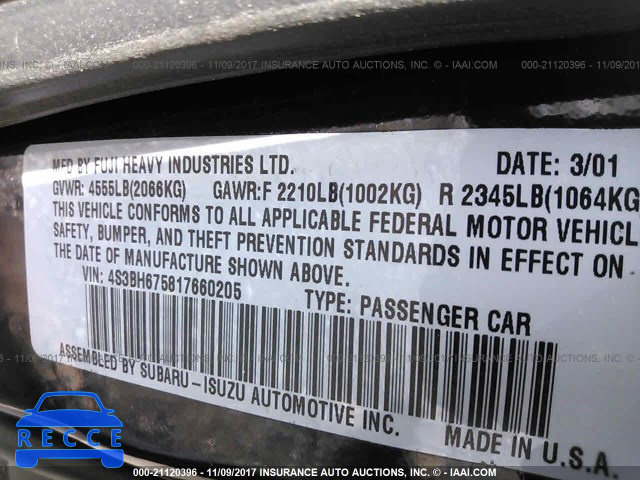 000-21120396 - 11/09/2017 INSURANCE AUTO AUCTIONS, INC. - IAAI.COM
MFD BY FUJI HEAVY INDUSTRIES LTD. DATE: 3/01
GVWR: 4555LB(2066KG) GAWR:F 2210LB(1002KG) R 2345LB(1064KG
THIS VEHICLE CONFORMS TO ALL APPLICABLE FEDERAL MOTOR VEHICL
SAFETY, BUMPER, AND THEFT PREVENTION STANDARDS IN EFFECT ON
THE DATE OF MANUFACTURE SHOWN ABOVE.
VIN: 4S3BH675817660205 TYPE: PASSENGER CAR
ASSEMBLED BY SUBARU-ISUZU AUTOMOTIVE INC.
MADE IN U.S.A.
RECCE
000-21120396 - 11/09/2017 INSURANCE AUTO AUCTIONS, INC. - IAAI.COM